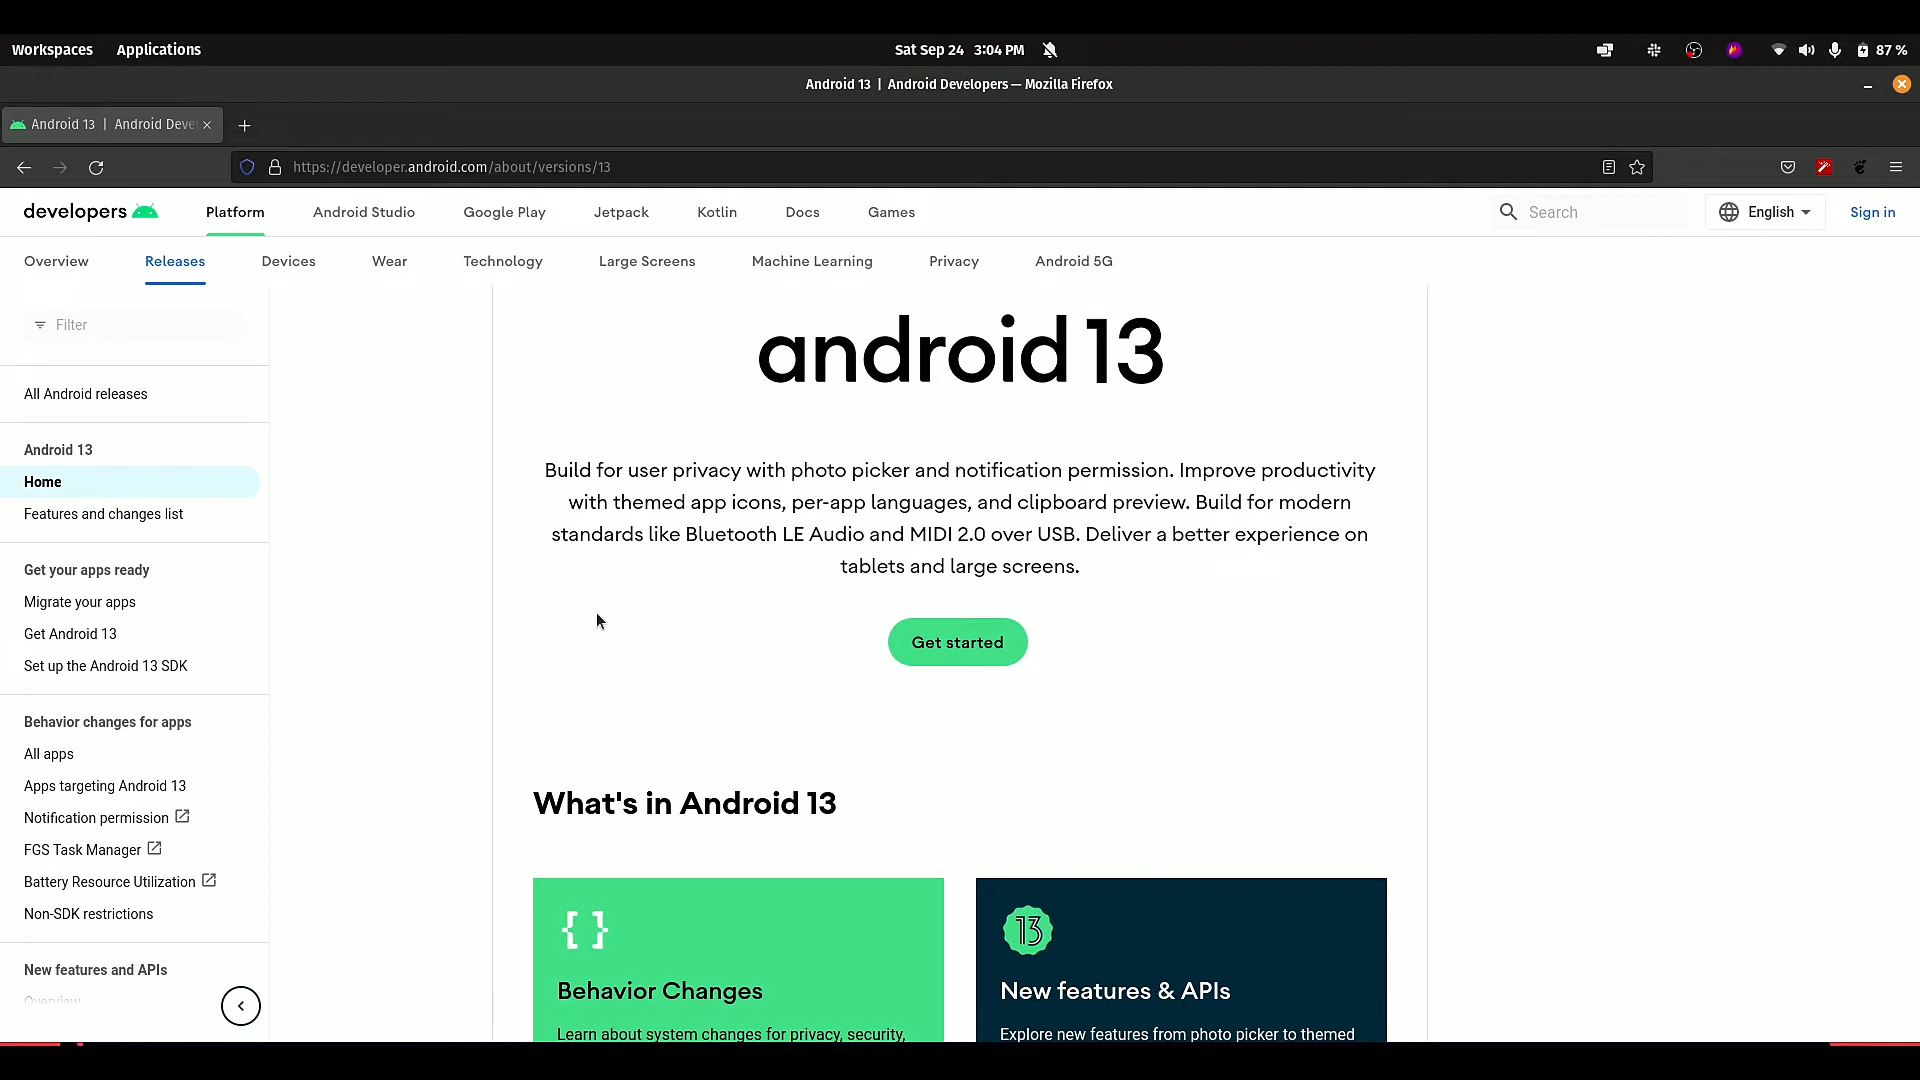 Workspaces Applications Sat Sep 24 3:04 PM 87 %
Android 13 | Android Developers — Mozilla Firefox
Android 13 | Android Deve
https://developer.android.com/about/versions/13
developers Platform Android Studio Google Play Jetpack Kotlin Docs Games Search English Sign in
Overview Releases Devices Wear Technology Large Screens Machine Learning Privacy Android 5G
Filter
All Android releases
Android 13
Home
Features and changes list
Get your apps ready
Migrate your apps
Get Android 13
Set up the Android 13 SDK
Behavior changes for apps
All apps
Apps targeting Android 13
Notification permission
FGS Task Manager
Battery Resource Utilization
Non-SDK restrictions
New features and APIs
Overview
android 13
Build for user privacy with photo picker and notification permission. Improve productivity
with themed app icons, per-app languages, and clipboard preview. Build for modern
standards like Bluetooth LE Audio and MIDI 2.0 over USB. Deliver a better experience on
tablets and large screens.
Get started
What's in Android 13
{ }
Behavior Changes
Learn about system changes for privacy, security,
13
New features & APIs
Explore new features from photo picker to themed